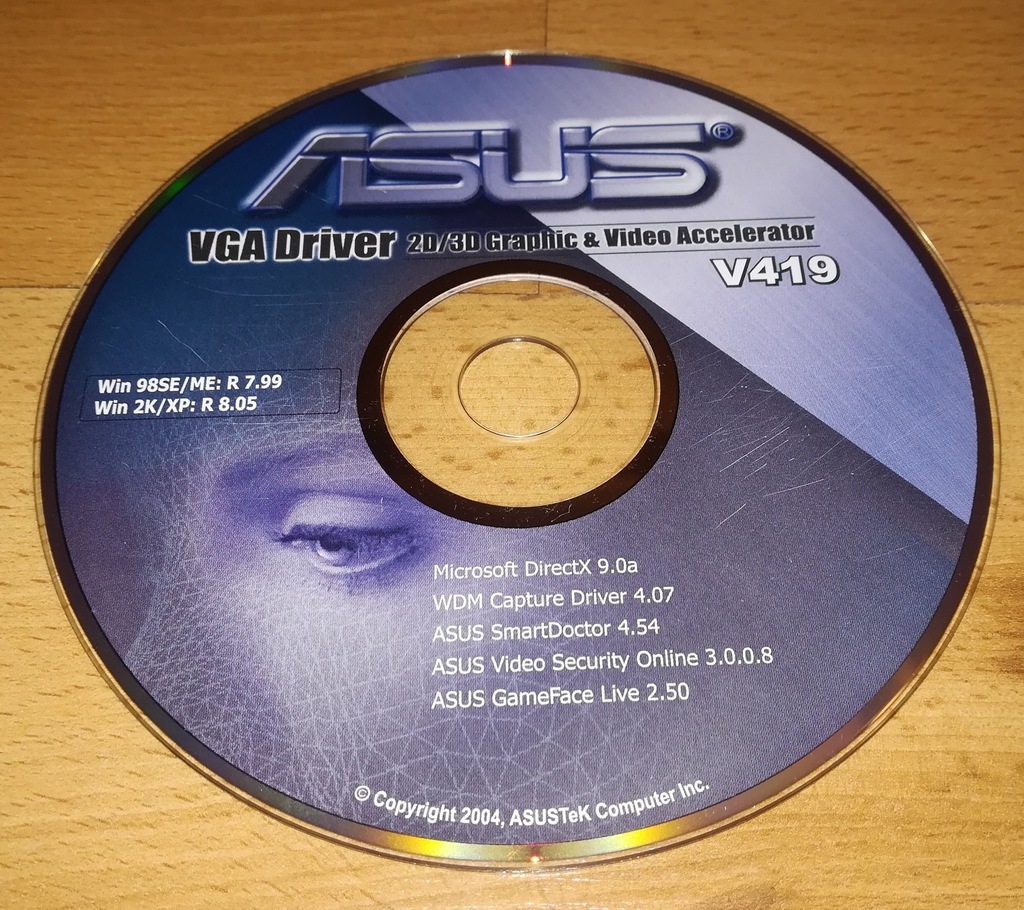 ASUS®
VGA Driver 2D/3D Graphic & Video Accelerator
V419
Win 98SE/ME: R 7.99
Win 2K/XP: R 8.05
Microsoft DirectX 9.0a
WDM Capture Driver 4.07
ASUS SmartDoctor 4.54
ASUS Video Security Online 3.0.0.8
ASUS GameFace Live 2.50
© Copyright 2004, ASUSTeK Computer Inc.